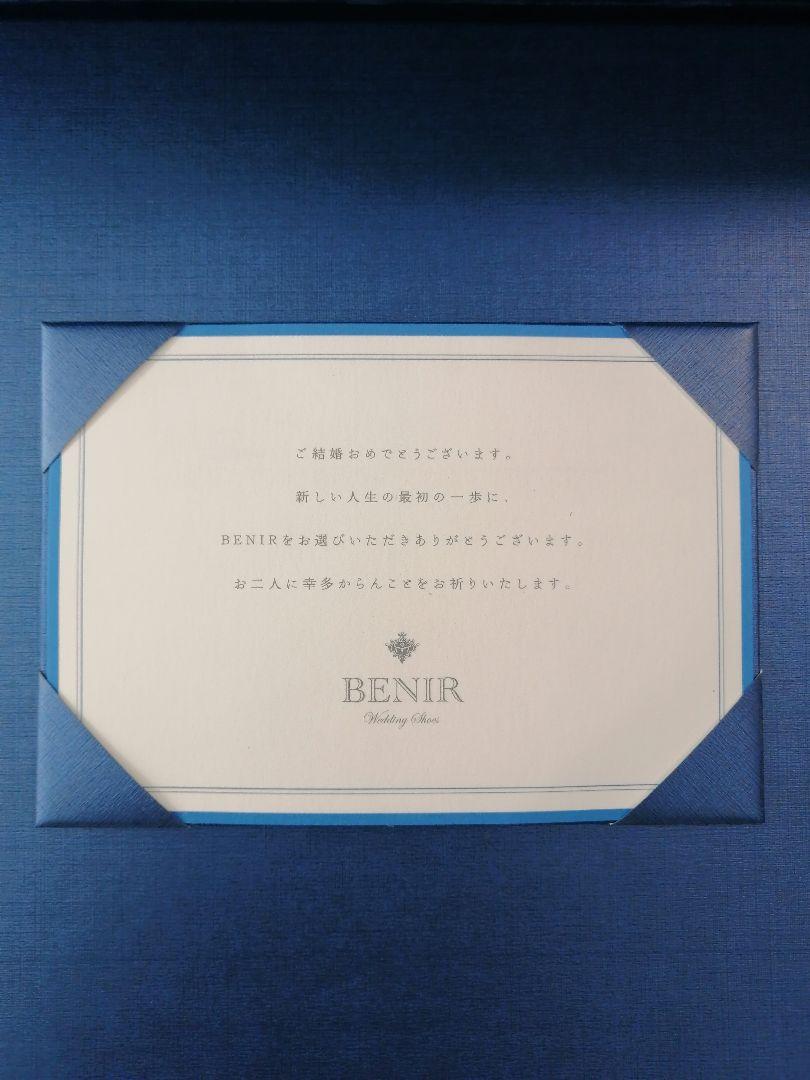 ご結婚おめでとうございます。
新しい人生の最初の一歩に、
BENIRをお選びいただきありがとうございます。
お二人に幸多からんことをお祈りいたします。
BENIR
Wedding Shoes